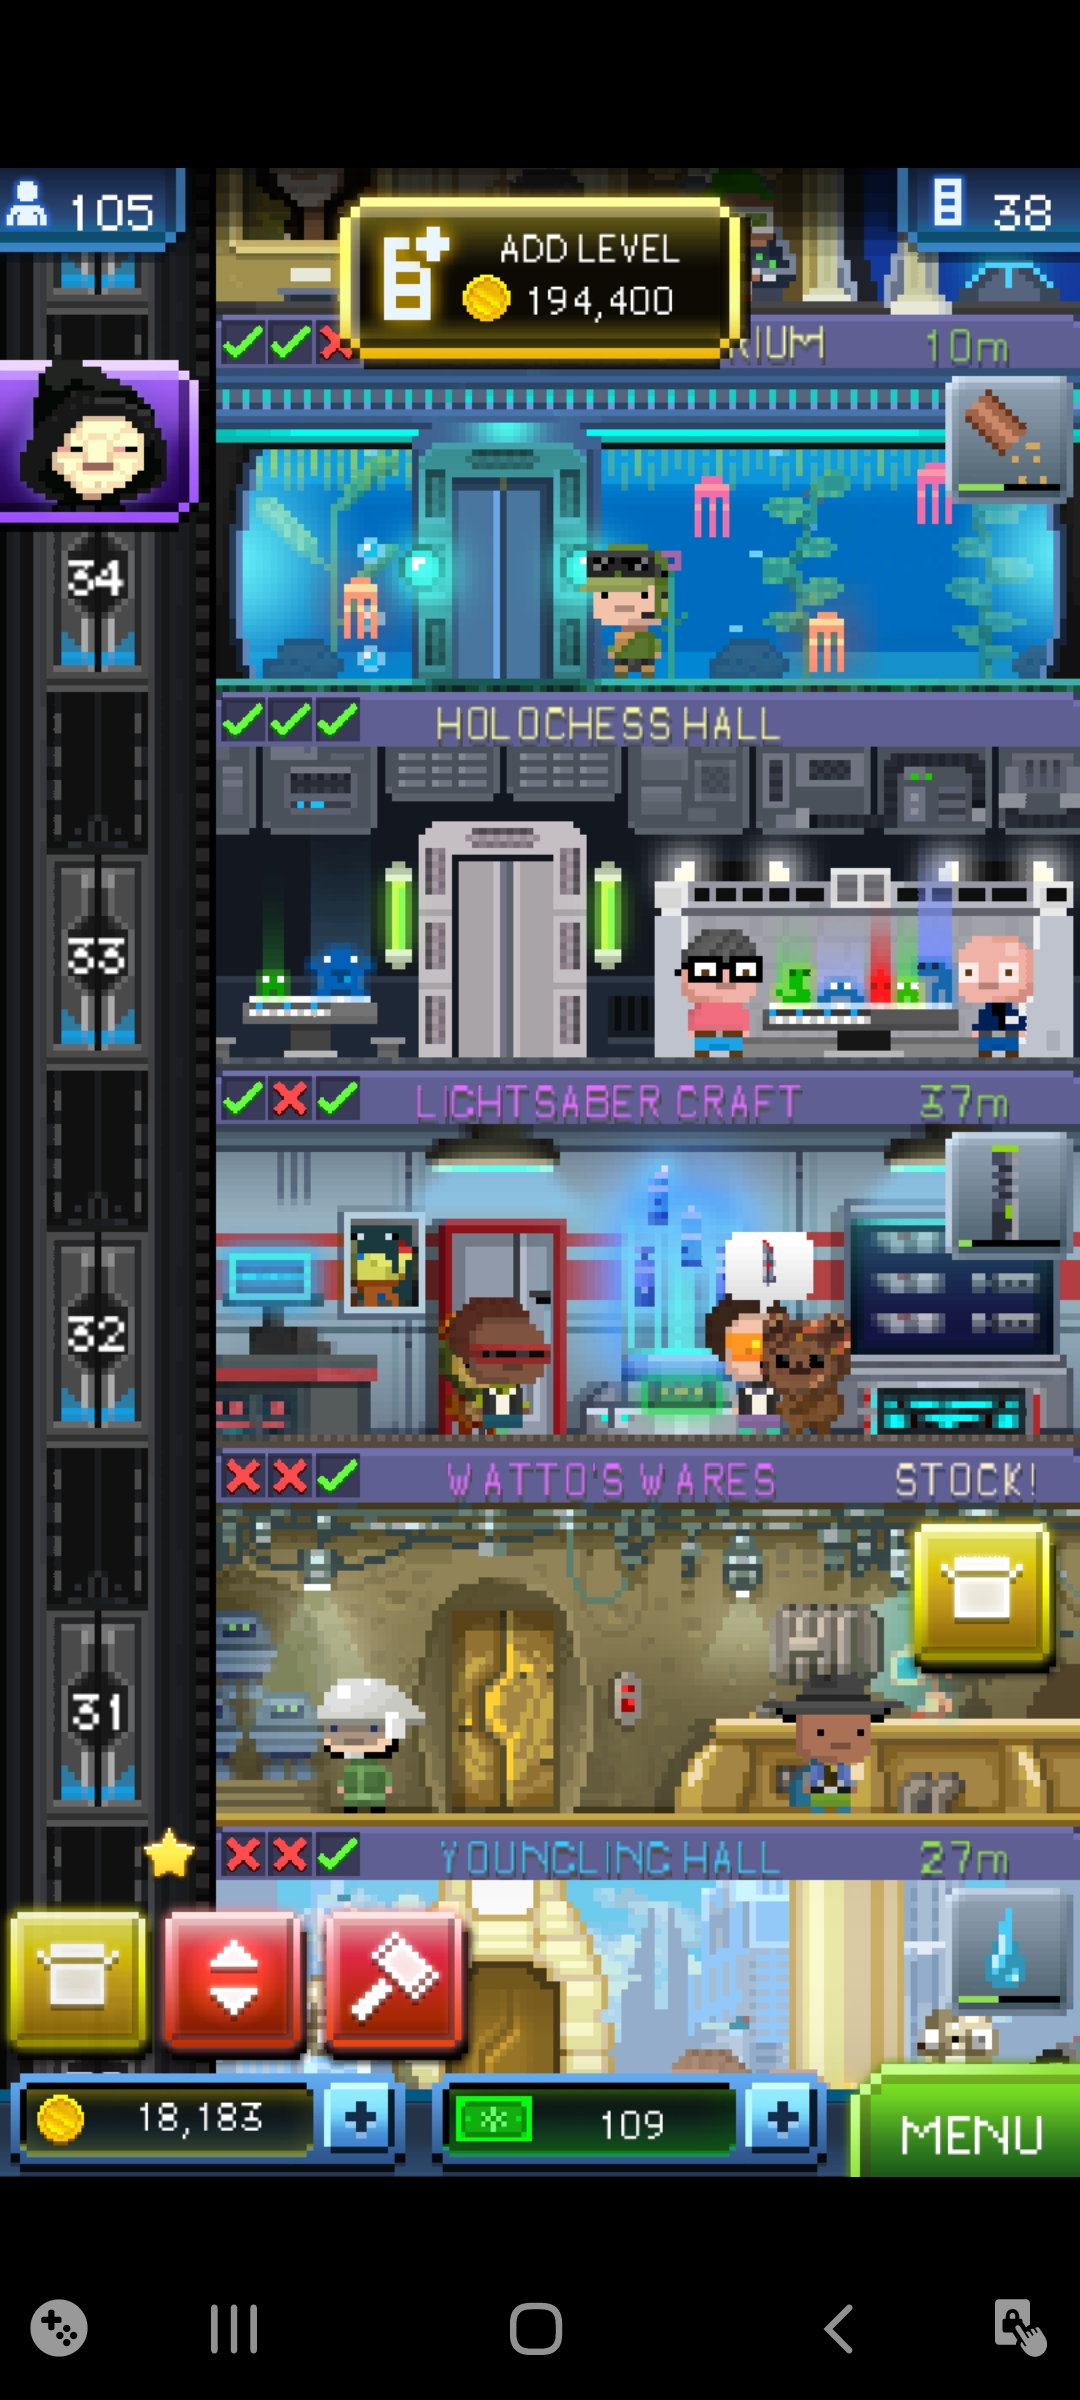 105
38
ADD LEVEL
194,400
RIUM 10m
34
HOLOCHESS HALL
33
LIGHTSABER CRAFT 37m
32
WATTO'S WARES STOCK!
31
YOUNGLING HALL 27m
18,183
109
MENU